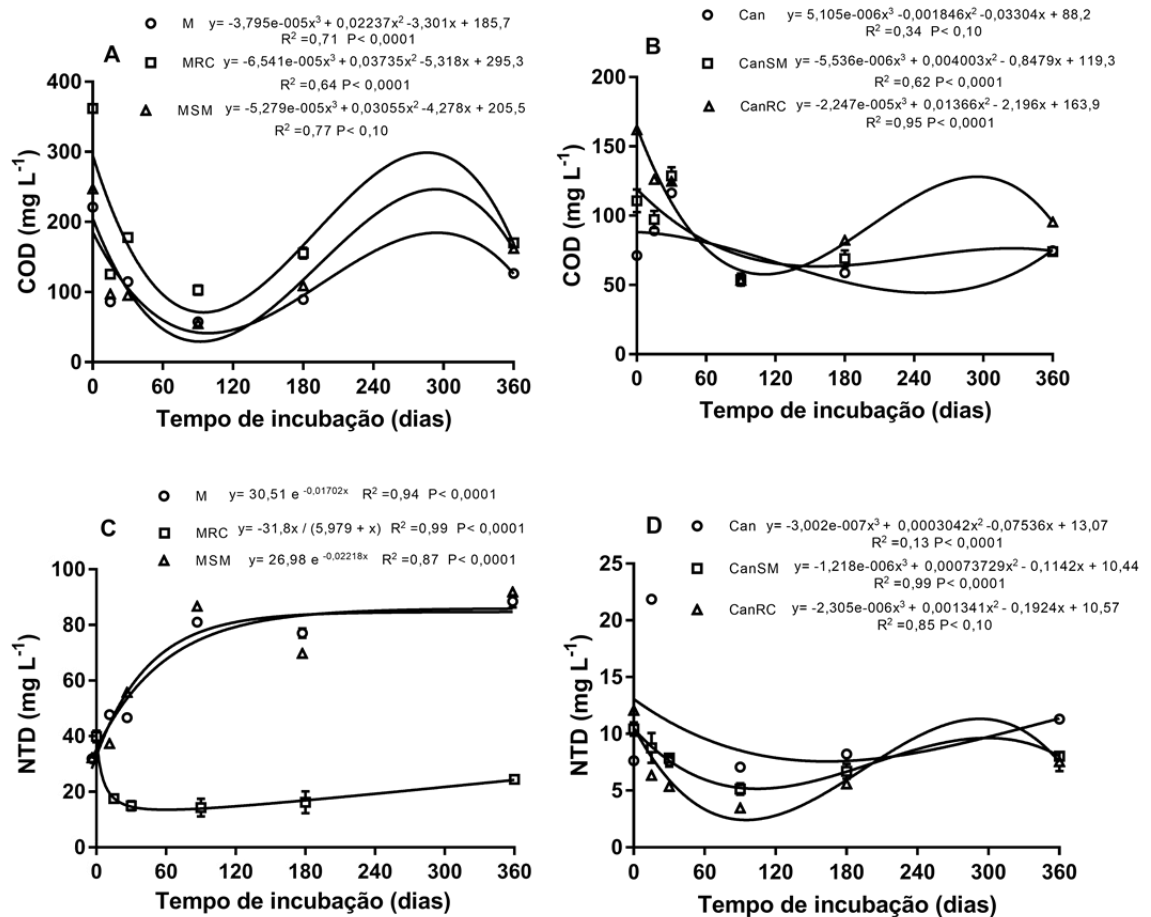 M y= -3,795e-005x³ + 0,02237x² -3,301x + 185,7
R² =0,71 P< 0,0001
A
MRC y= -6,541e-005x³ + 0,03735x² -5,318x + 295,3
R² =0,64 P< 0,0001
MSM y= -5,279e-005x³ + 0,03055x² -4,278x + 205,5
R² =0,77 P< 0,10
COD (mg L⁻¹)
400
300
200
100
0
0 60 120 180 240 300 360
Tempo de incubação (dias)
Can y= 5,105e-006x³ -0,001846x² -0,03304x + 88,2
R² =0,34 P< 0,10
B
CanSM y= -5,536e-006x³ + 0,004003x² - 0,8479x + 119,3
R² =0,62 P< 0,0001
CanRC y= -2,247e-005x³ + 0,01366x² - 2,196x + 163,9
R² =0,95 P< 0,0001
COD (mg L⁻¹)
200
150
100
50
0
0 60 120 180 240 300 360
Tempo de incubação (dias)
M y= 30,51 e ⁻⁰,⁰¹⁷⁰²ˣ R² =0,94 P< 0,0001
C
MRC y= -31,8x / (5,979 + x) R² =0,99 P< 0,0001
MSM y= 26,98 e ⁻⁰,⁰²²¹⁸ˣ R² =0,87 P< 0,0001
NTD (mg L⁻¹)
100
80
60
40
20
0
0 60 120 180 240 300 360
Tempo de incubação (dias)
D
Can y= -3,002e-007x³ + 0,0003042x² -0,07536x + 13,07
R² =0,13 P< 0,0001
CanSM y= -1,218e-006x³ + 0,00073729x² - 0,1142x + 10,44
R² =0,99 P< 0,0001
CanRC y= -2,305e-006x³ + 0,001341x² - 0,1924x + 10,57
R² =0,85 P< 0,10
NTD (mg L⁻¹)
25
20
15
10
5
0
0 60 120 180 240 300 360
Tempo de incubação (dias)